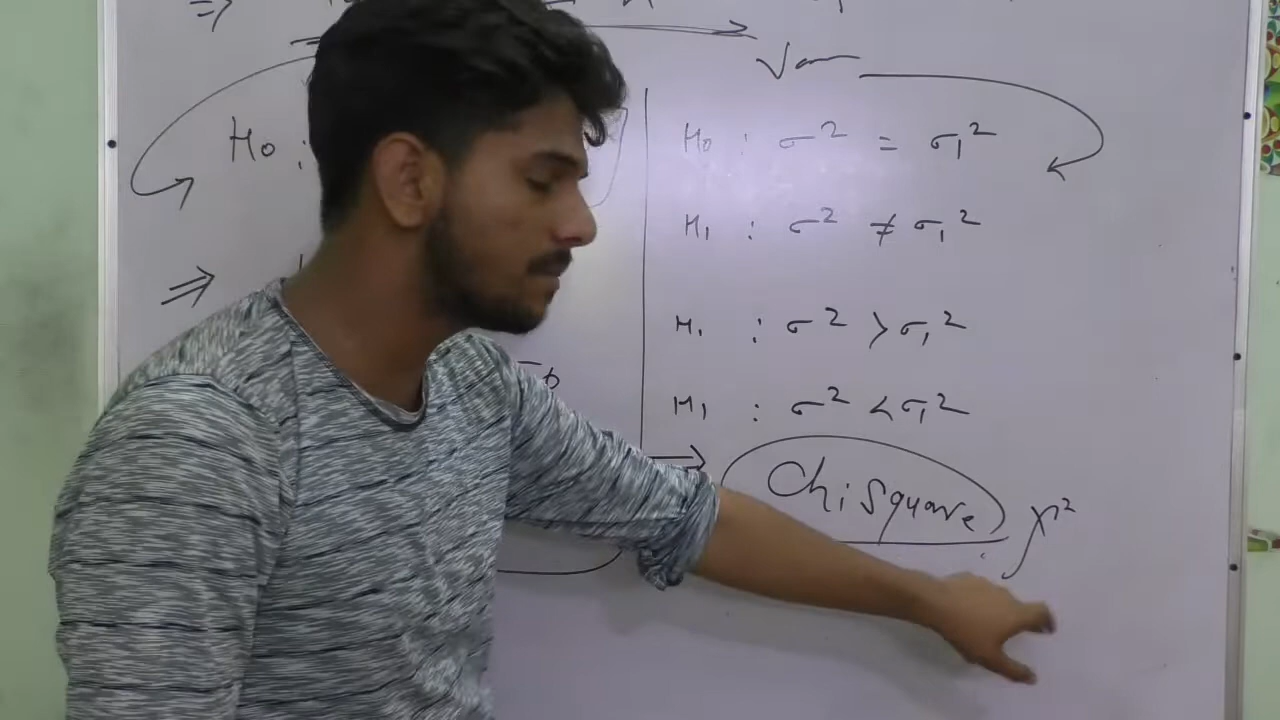 ⇒
Var
H₀ :
H₀ : σ² = σ₁²
H₁ : σ² ≠ σ₁²
⇒
H₁ : σ² > σ₁²
H₁ : σ² < σ₁²
Chi Square χ²